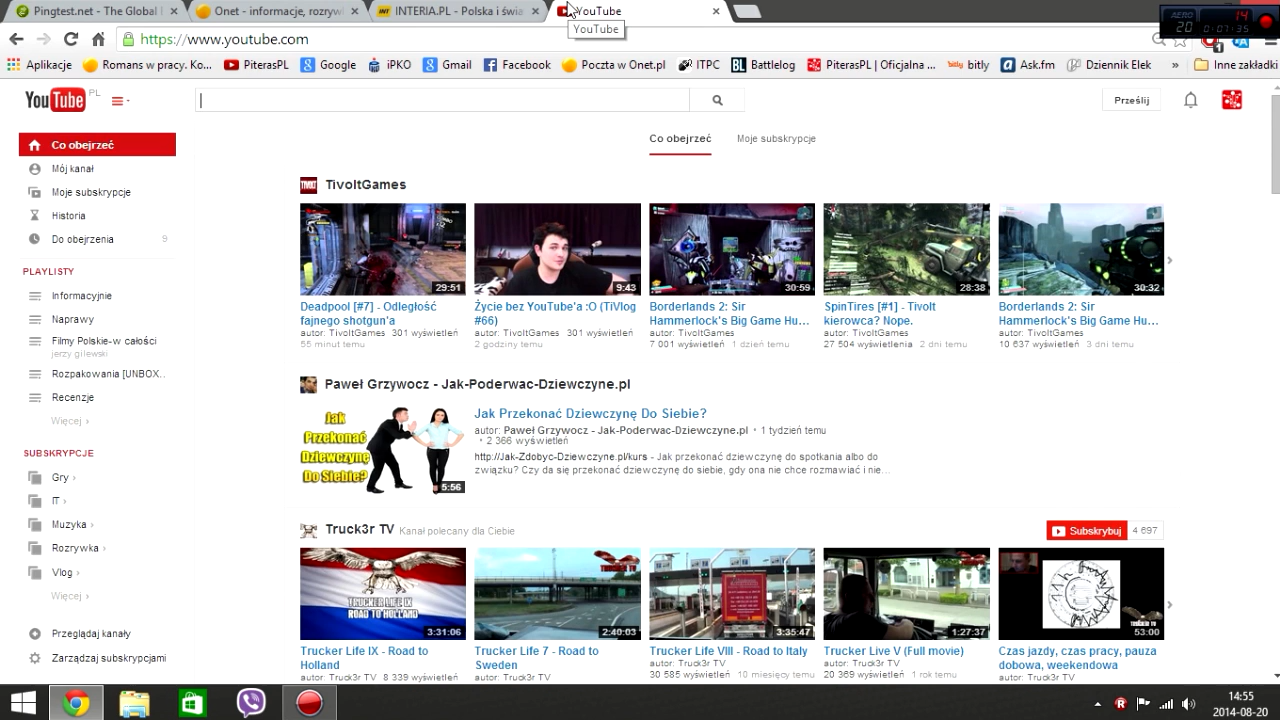 Pingtest.net - The Global
Onet - informacje, rozryw
INTERIA.PL - Polska i świa
YouTube
YouTube
14
20
0:07:35
https://www.youtube.com
Aplikacje
Romans w pracy. Ko...
PiterasPL
Google
iPKO
Gmail
Facebook
Poczta w Onet.pl
ITPC
Battlelog
PiterasPL | Oficjalna ...
bitly
Ask.fm
Dziennik Elek
»
Inne zakładki
YouTube PL
Prześlij
Co obejrzeć
Moje subskrypcje
Co obejrzeć
Mój kanał
Moje subskrypcje
Historia
Do obejrzenia 9
PLAYLISTY
Informacyjnie
Naprawy
Filmy Polskie-w całości
jerzy gilewski
Rozpakowania [UNBOX..
Recenzje
Więcej ›
SUBSKRYPCJE
Gry ›
IT ›
Muzyka ›
Rozrywka ›
Vlog ›
Więcej ›
Przeglądaj kanały
Zarządzaj subskrypcjami
TivoltGames
29:51
9:43
30:59
28:38
30:32
Deadpool [#7] - Odległość
fajnego shotgun'a
autor: TivoltGames 301 wyświetleń
55 minut temu
Życie bez YouTube'a :O (TiVlog
#66)
autor: TivoltGames 301 wyświetleń
2 godziny temu
Borderlands 2: Sir
Hammerlock's Big Game Hu...
autor: TivoltGames
7 001 wyświetleń 1 dzień temu
SpinTires [#1] - Tivolt
kierowca? Nope.
autor: TivoltGames
27 504 wyświetlenia 2 dni temu
Borderlands 2: Sir
Hammerlock's Big Game Hu...
autor: TivoltGames
10 637 wyświetleń 3 dni temu
Paweł Grzywocz - Jak-Poderwac-Dziewczyne.pl
Jak
Przekonać
Dziewczynę
Do Siebie?
5:56
Jak Przekonać Dziewczynę Do Siebie?
autor: Paweł Grzywocz - Jak-Poderwac-Dziewczyne.pl • 1 tydzień temu
• 2 366 wyświetleń
http://Jak-Zdobyc-Dziewczyne.pl/kurs - Jak przekonać dziewczynę do spotkania albo do
związku? Czy da się przekonać dziewczynę do siebie, gdy ona nie chce rozmawiać i nie...
Truck3r TV Kanał polecany dla Ciebie
Subskrybuj 4 697
TRUCKER LIFE IX
ROAD TO HOLLAND
3:31:06
2:40:03
3:35:47
1:27:37
53:00
Trucker Life IX - Road to
Holland
autor: Truck3r TV 8 339 wyświetleń
Trucker Life 7 - Road to
Sweden
autor: Truck3r TV
Trucker Life VIII - Road to Italy
autor: Truck3r TV
30 585 wyświetleń 10 miesięcy temu
Trucker Live V (Full movie)
autor: Truck3r TV
20 369 wyświetleń 1 rok temu
Czas jazdy, czas pracy, pauza
dobowa, weekendowa
autor: Truck3r TV
14:55
2014-08-20